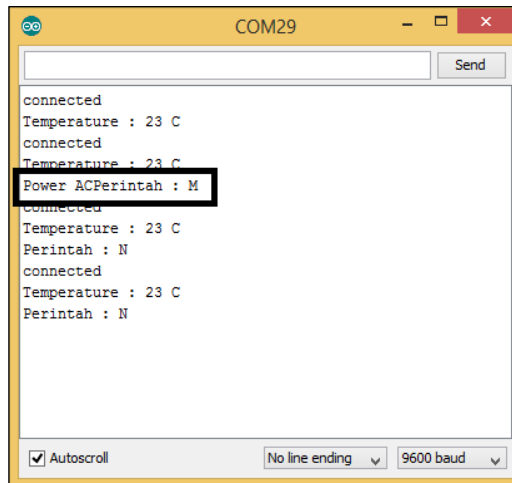 COM29
Send
connected
Temperature : 23 C
connected
Temperature : 23 C
Power ACPerintah : M
connected
Temperature : 23 C
Perintah : N
connected
Temperature : 23 C
Perintah : N
Autoscroll
No line ending
9600 baud